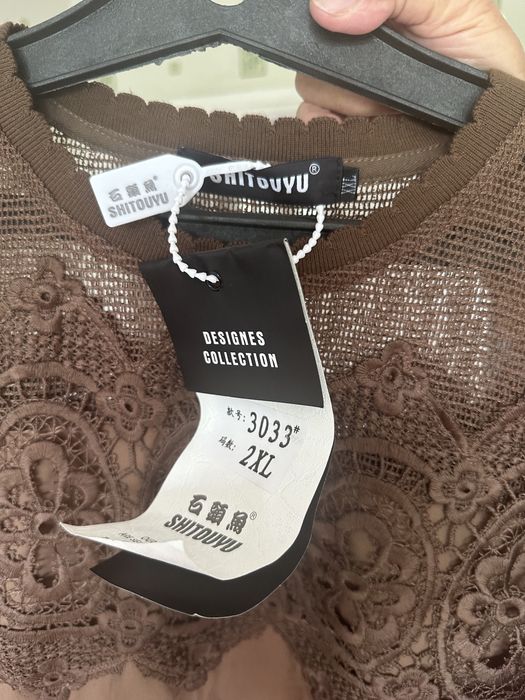 SHITOUYU®
XXL
石頭魚
SHITOUYU
DESIGNES
COLLECTION
款号: 3033#
码数: 2XL
石頭魚®
SHITOUYU